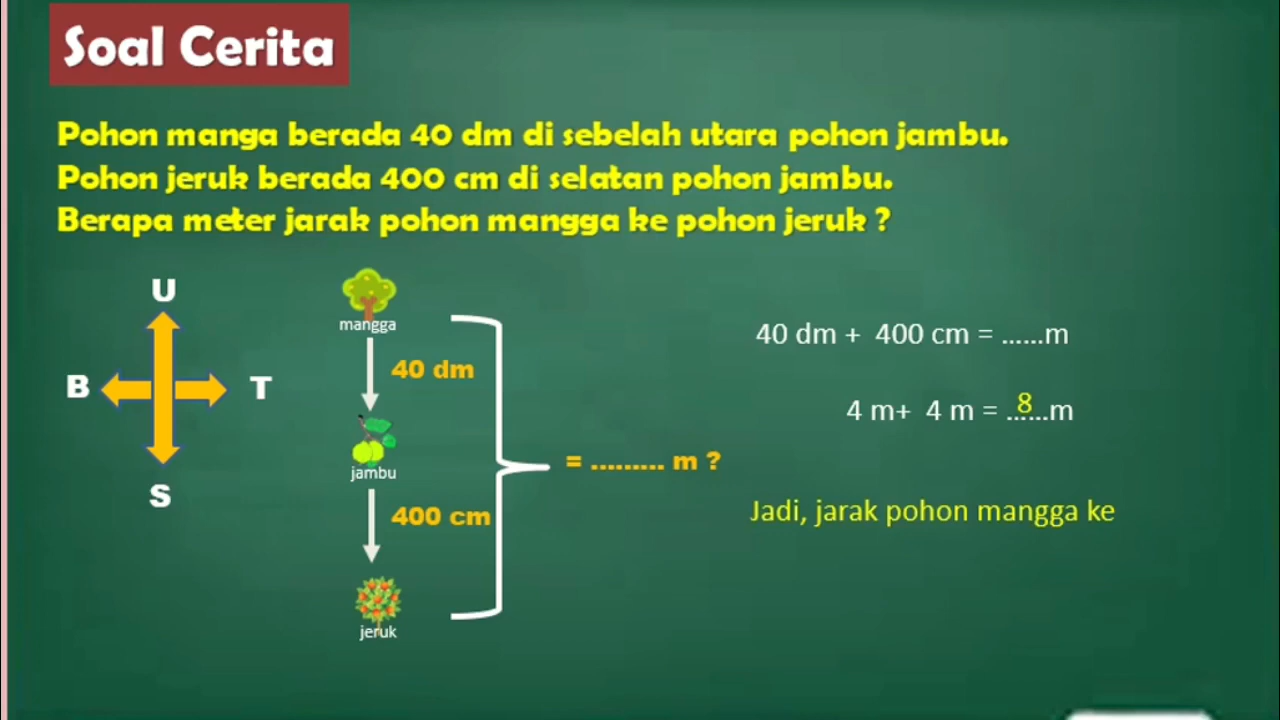 Soal Cerita
Pohon manga berada 40 dm di sebelah utara pohon jambu.
Pohon jeruk berada 400 cm di selatan pohon jambu.
Berapa meter jarak pohon mangga ke pohon jeruk ?
U
B
T
S
mangga
40 dm
jambu
400 cm
jeruk
= ......... m ?
40 dm + 400 cm = ......m
4 m+ 4 m = ...8...m
Jadi, jarak pohon mangga ke